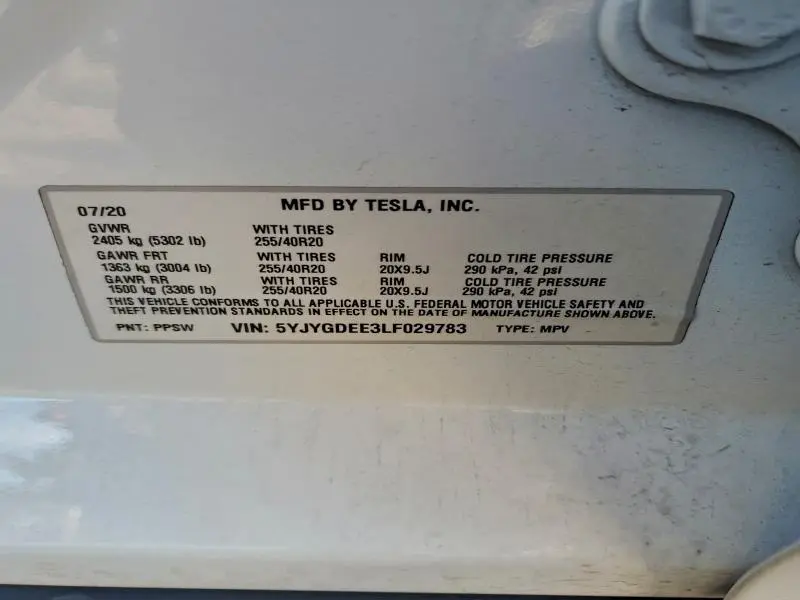 07/20 MFD BY TESLA, INC.
GVWR WITH TIRES
2405 kg (5302 lb) 255/40R20
GAWR FRT WITH TIRES RIM COLD TIRE PRESSURE
1363 kg (3004 lb) 255/40R20 20X9.5J 290 kPa, 42 psi
GAWR RR WITH TIRES RIM COLD TIRE PRESSURE
1500 kg (3306 lb) 255/40R20 20X9.5J 290 kPa, 42 psi
THIS VEHICLE CONFORMS TO ALL APPLICABLE U.S. FEDERAL MOTOR VEHICLE SAFETY AND
THEFT PREVENTION STANDARDS IN EFFECT ON THE DATE OF MANUFACTURE SHOWN ABOVE.
PNT: PPSW VIN: 5YJYGDEE3LF029783 TYPE: MPV